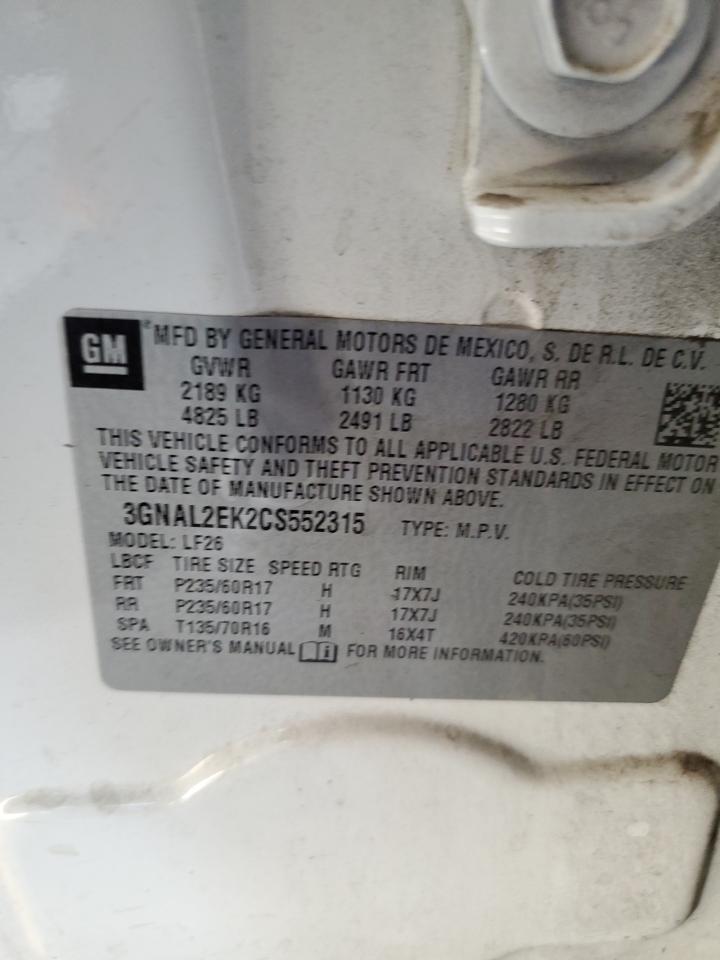 GM
MFD BY GENERAL MOTORS DE MEXICO, S. DE R.L. DE C.V.
GVWR GAWR FRT GAWR RR
2189 KG 1130 KG 1280 KG
4825 LB 2491 LB 2822 LB
THIS VEHICLE CONFORMS TO ALL APPLICABLE U.S. FEDERAL MOTOR
VEHICLE SAFETY AND THEFT PREVENTION STANDARDS IN EFFECT ON
THE DATE OF MANUFACTURE SHOWN ABOVE.
3GNAL2EK2CS552315 TYPE: M.P.V.
MODEL: LF26
LBCF TIRE SIZE SPEED RTG RIM COLD TIRE PRESSURE
FRT P235/60R17 H 17X7J 240KPA(35PSI)
RR P235/60R17 H 17X7J 240KPA(35PSI)
SPA T135/70R16 M 16X4T 420KPA(60PSI)
SEE OWNER'S MANUAL FOR MORE INFORMATION.